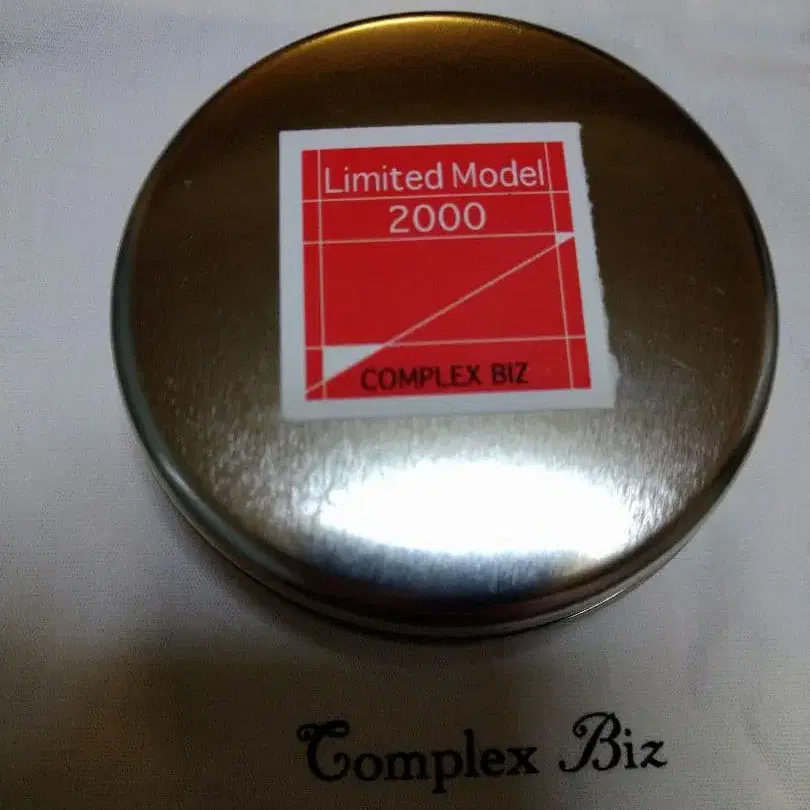 Limited Model
2000
COMPLEX BIZ
Complex Biz